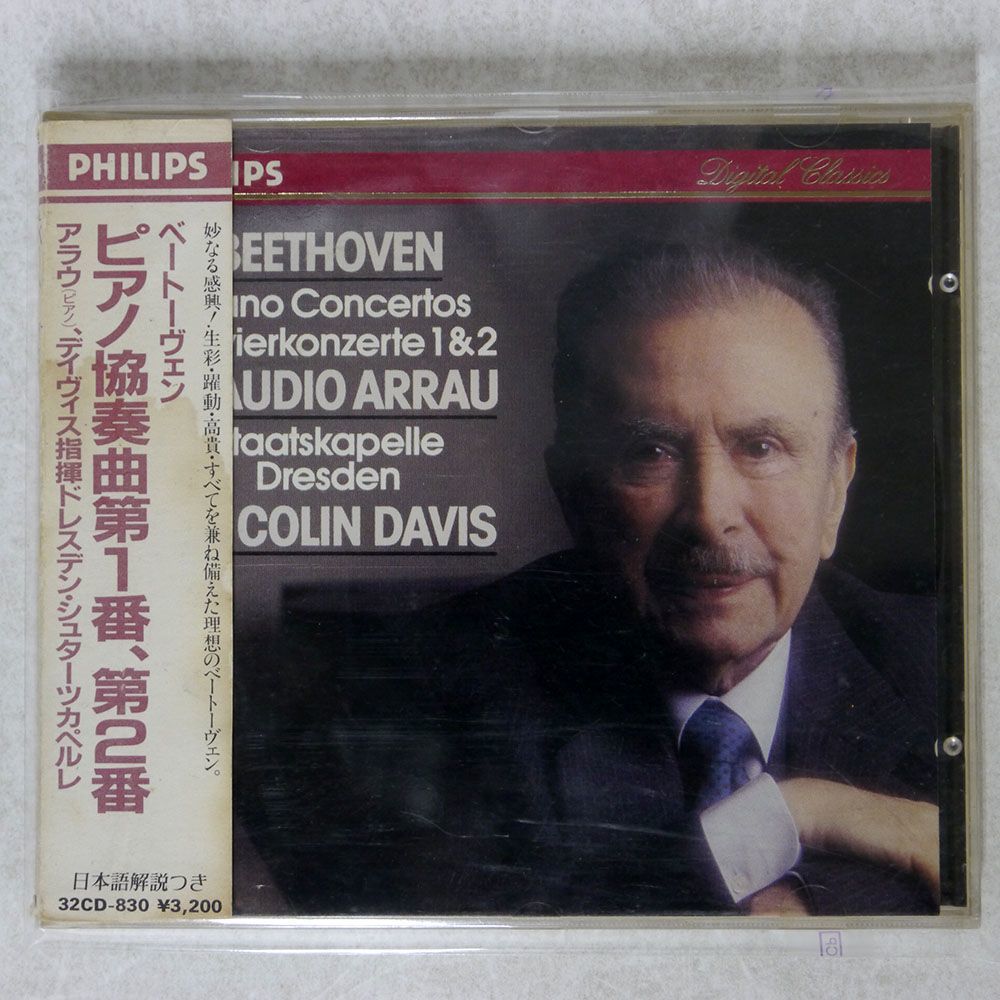 PHILIPS
ベートーヴェン
ピアノ協奏曲第1番、第2番
アラウ(ピアノ)、デイヴィス指揮ドレスデン・シュターツカペルレ
妙なる感興!生彩・躍動・高貴・すべてを兼ね備えた理想のベートーヴェン。
日本語解説つき
32CD-830 ¥3,200
IPS
Digital Classics
BEETHOVEN
ano Concertos
vierkonzerte 1&2
AUDIO ARRAU
taatskapelle
Dresden
COLIN DAVIS
Cb